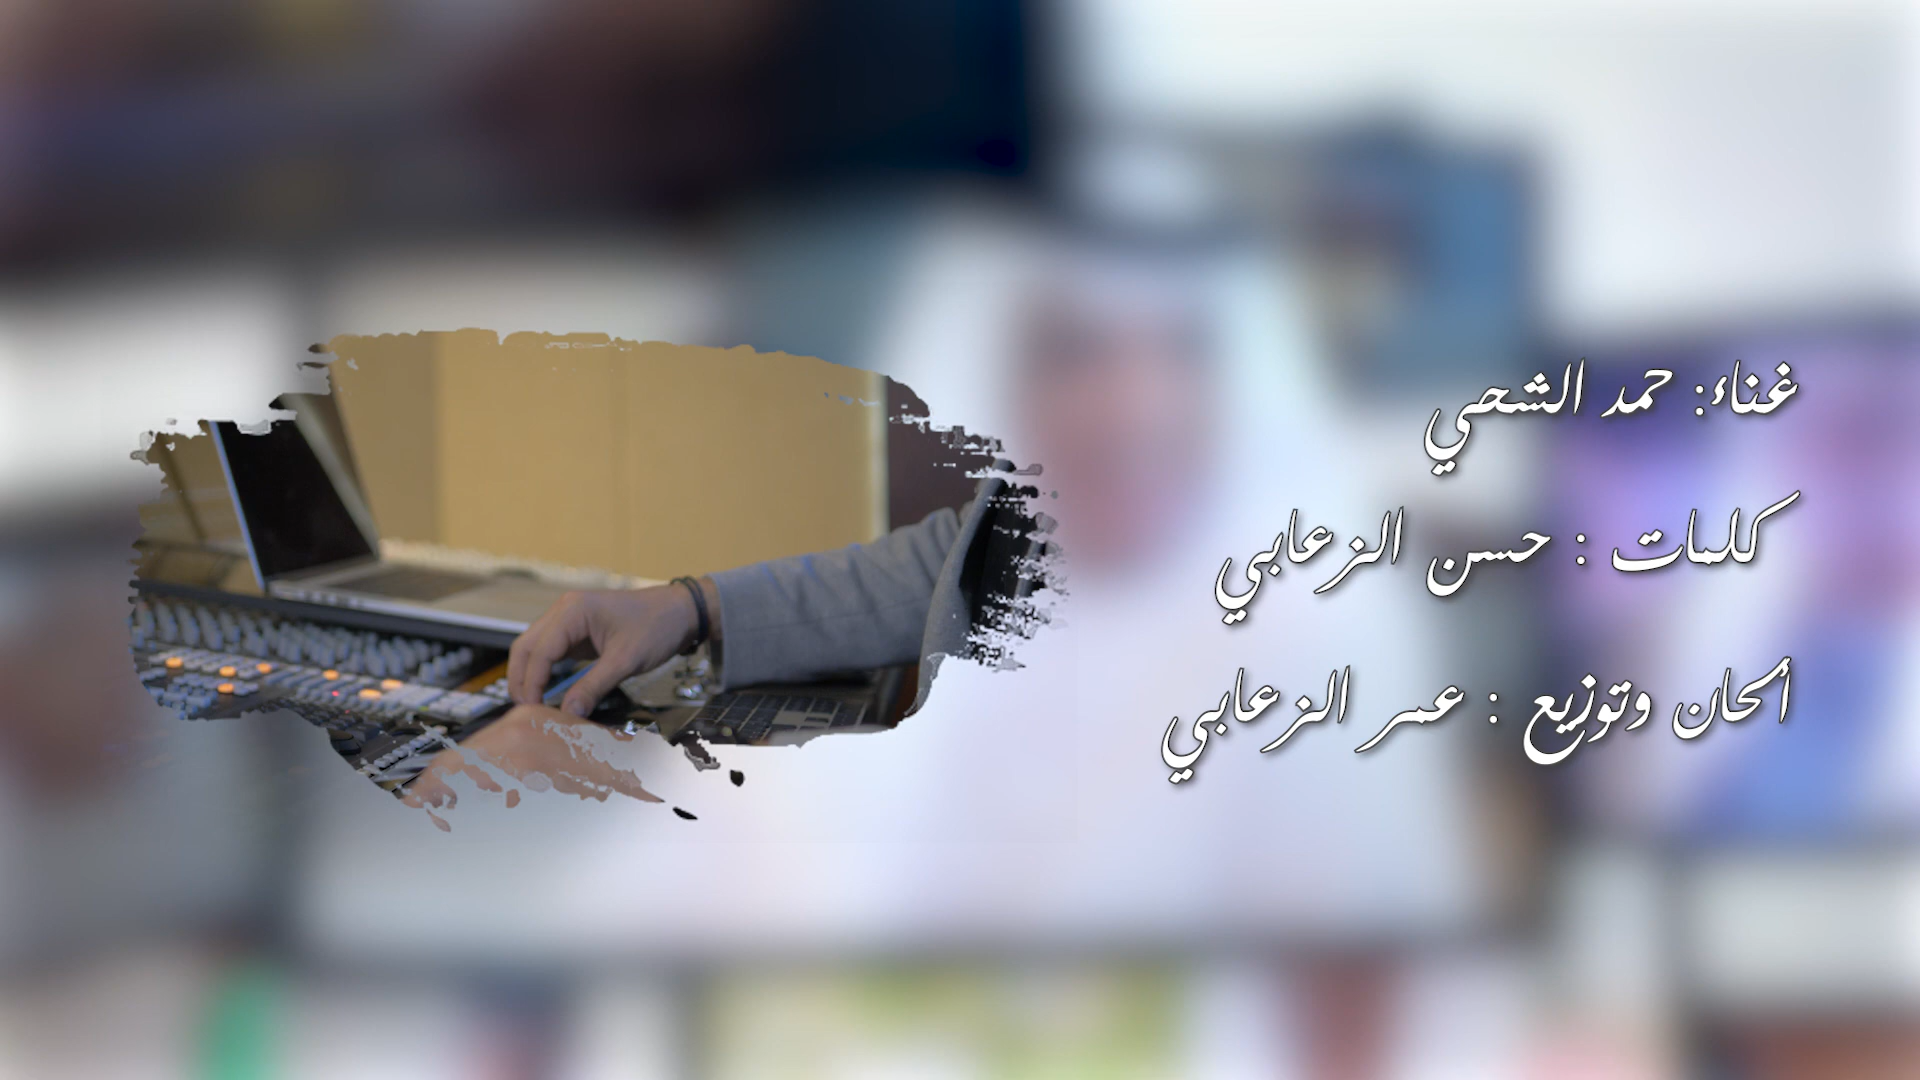 غناء: حمد الشحي
كلمات : حسن الزعابي
ألحان وتوزيع : عمر الزعابي